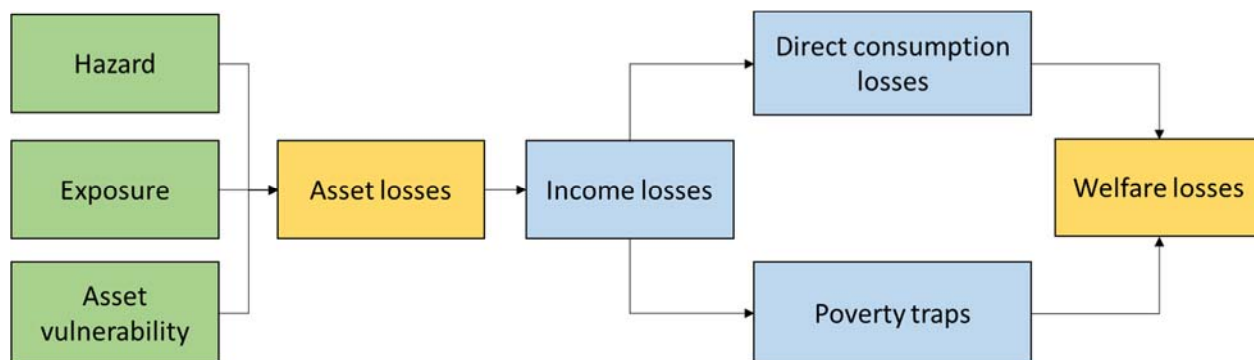 Hazard
Exposure
Asset
vulnerability
Asset losses
Income losses
Direct consumption
losses
Poverty traps
Welfare losses